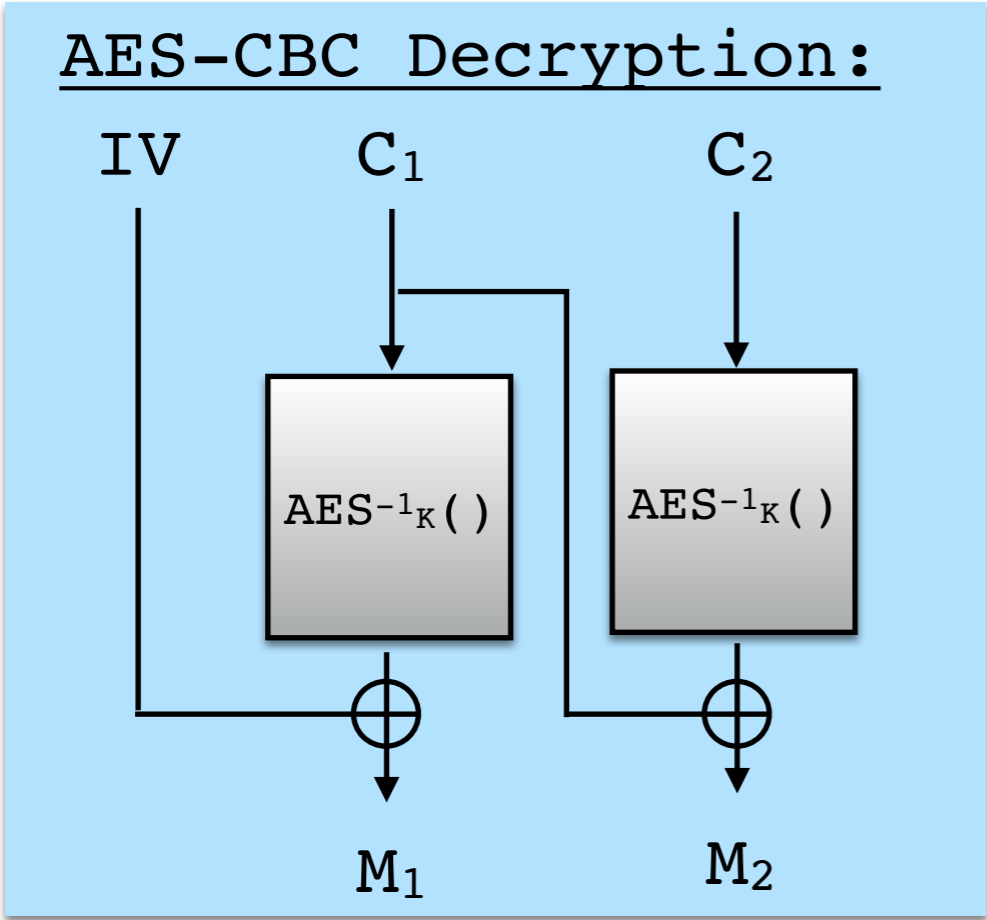 AES-CBC Decryption:
IV C₁ C₂
AES⁻¹ₖ() AES⁻¹ₖ()
M₁ M₂